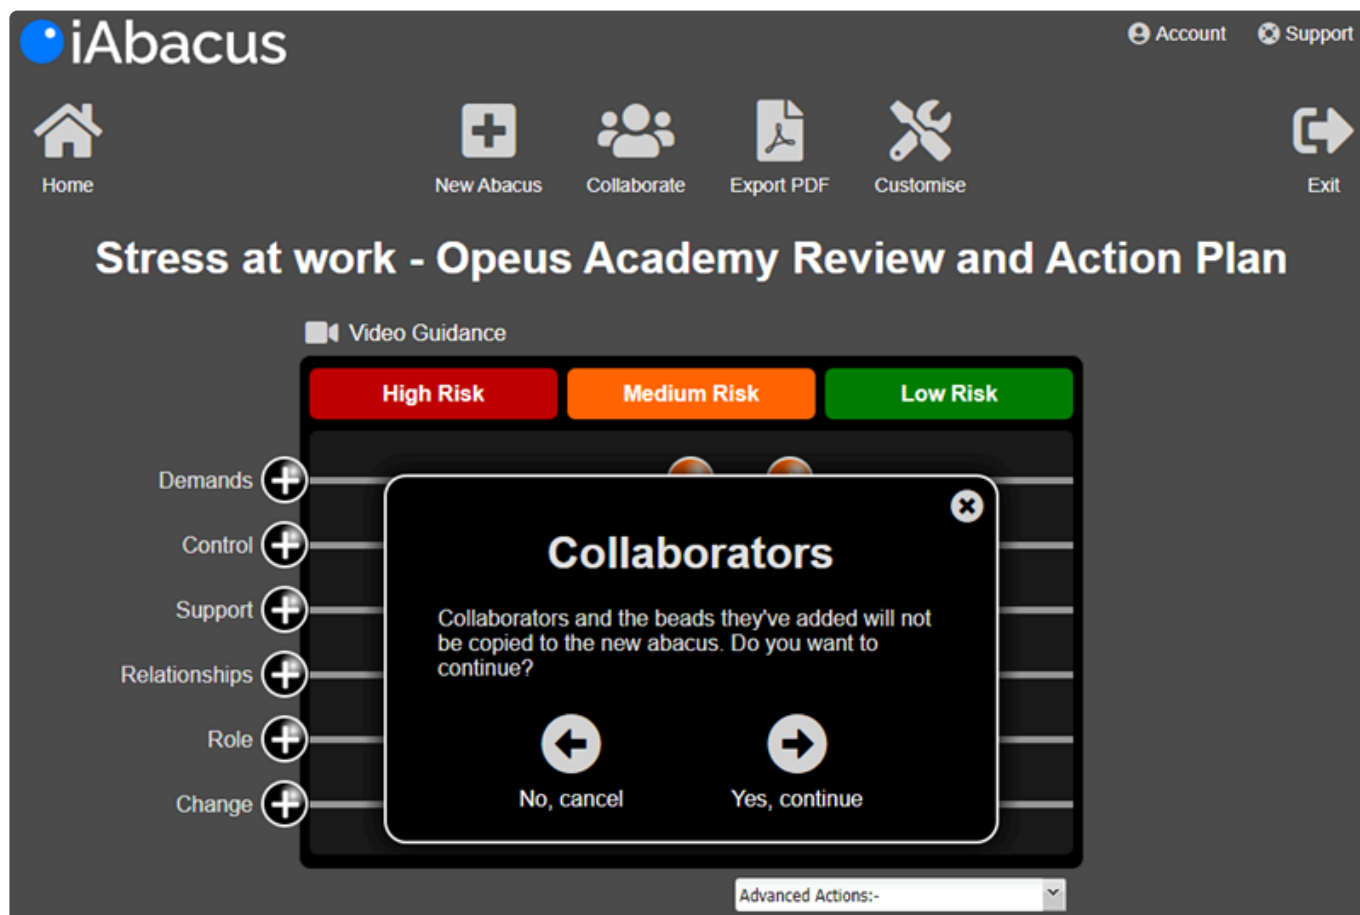 iAbacus
Account
Support
Home
New Abacus
Collaborate
Export PDF
Customise
Exit
Stress at work - Opeus Academy Review and Action Plan
Video Guidance
High Risk
Medium Risk
Low Risk
Demands
Control
Support
Relationships
Role
Change
Collaborators
Collaborators and the beads they've added will not
be copied to the new abacus. Do you want to
continue?
No, cancel
Yes, continue
Advanced Actions:-